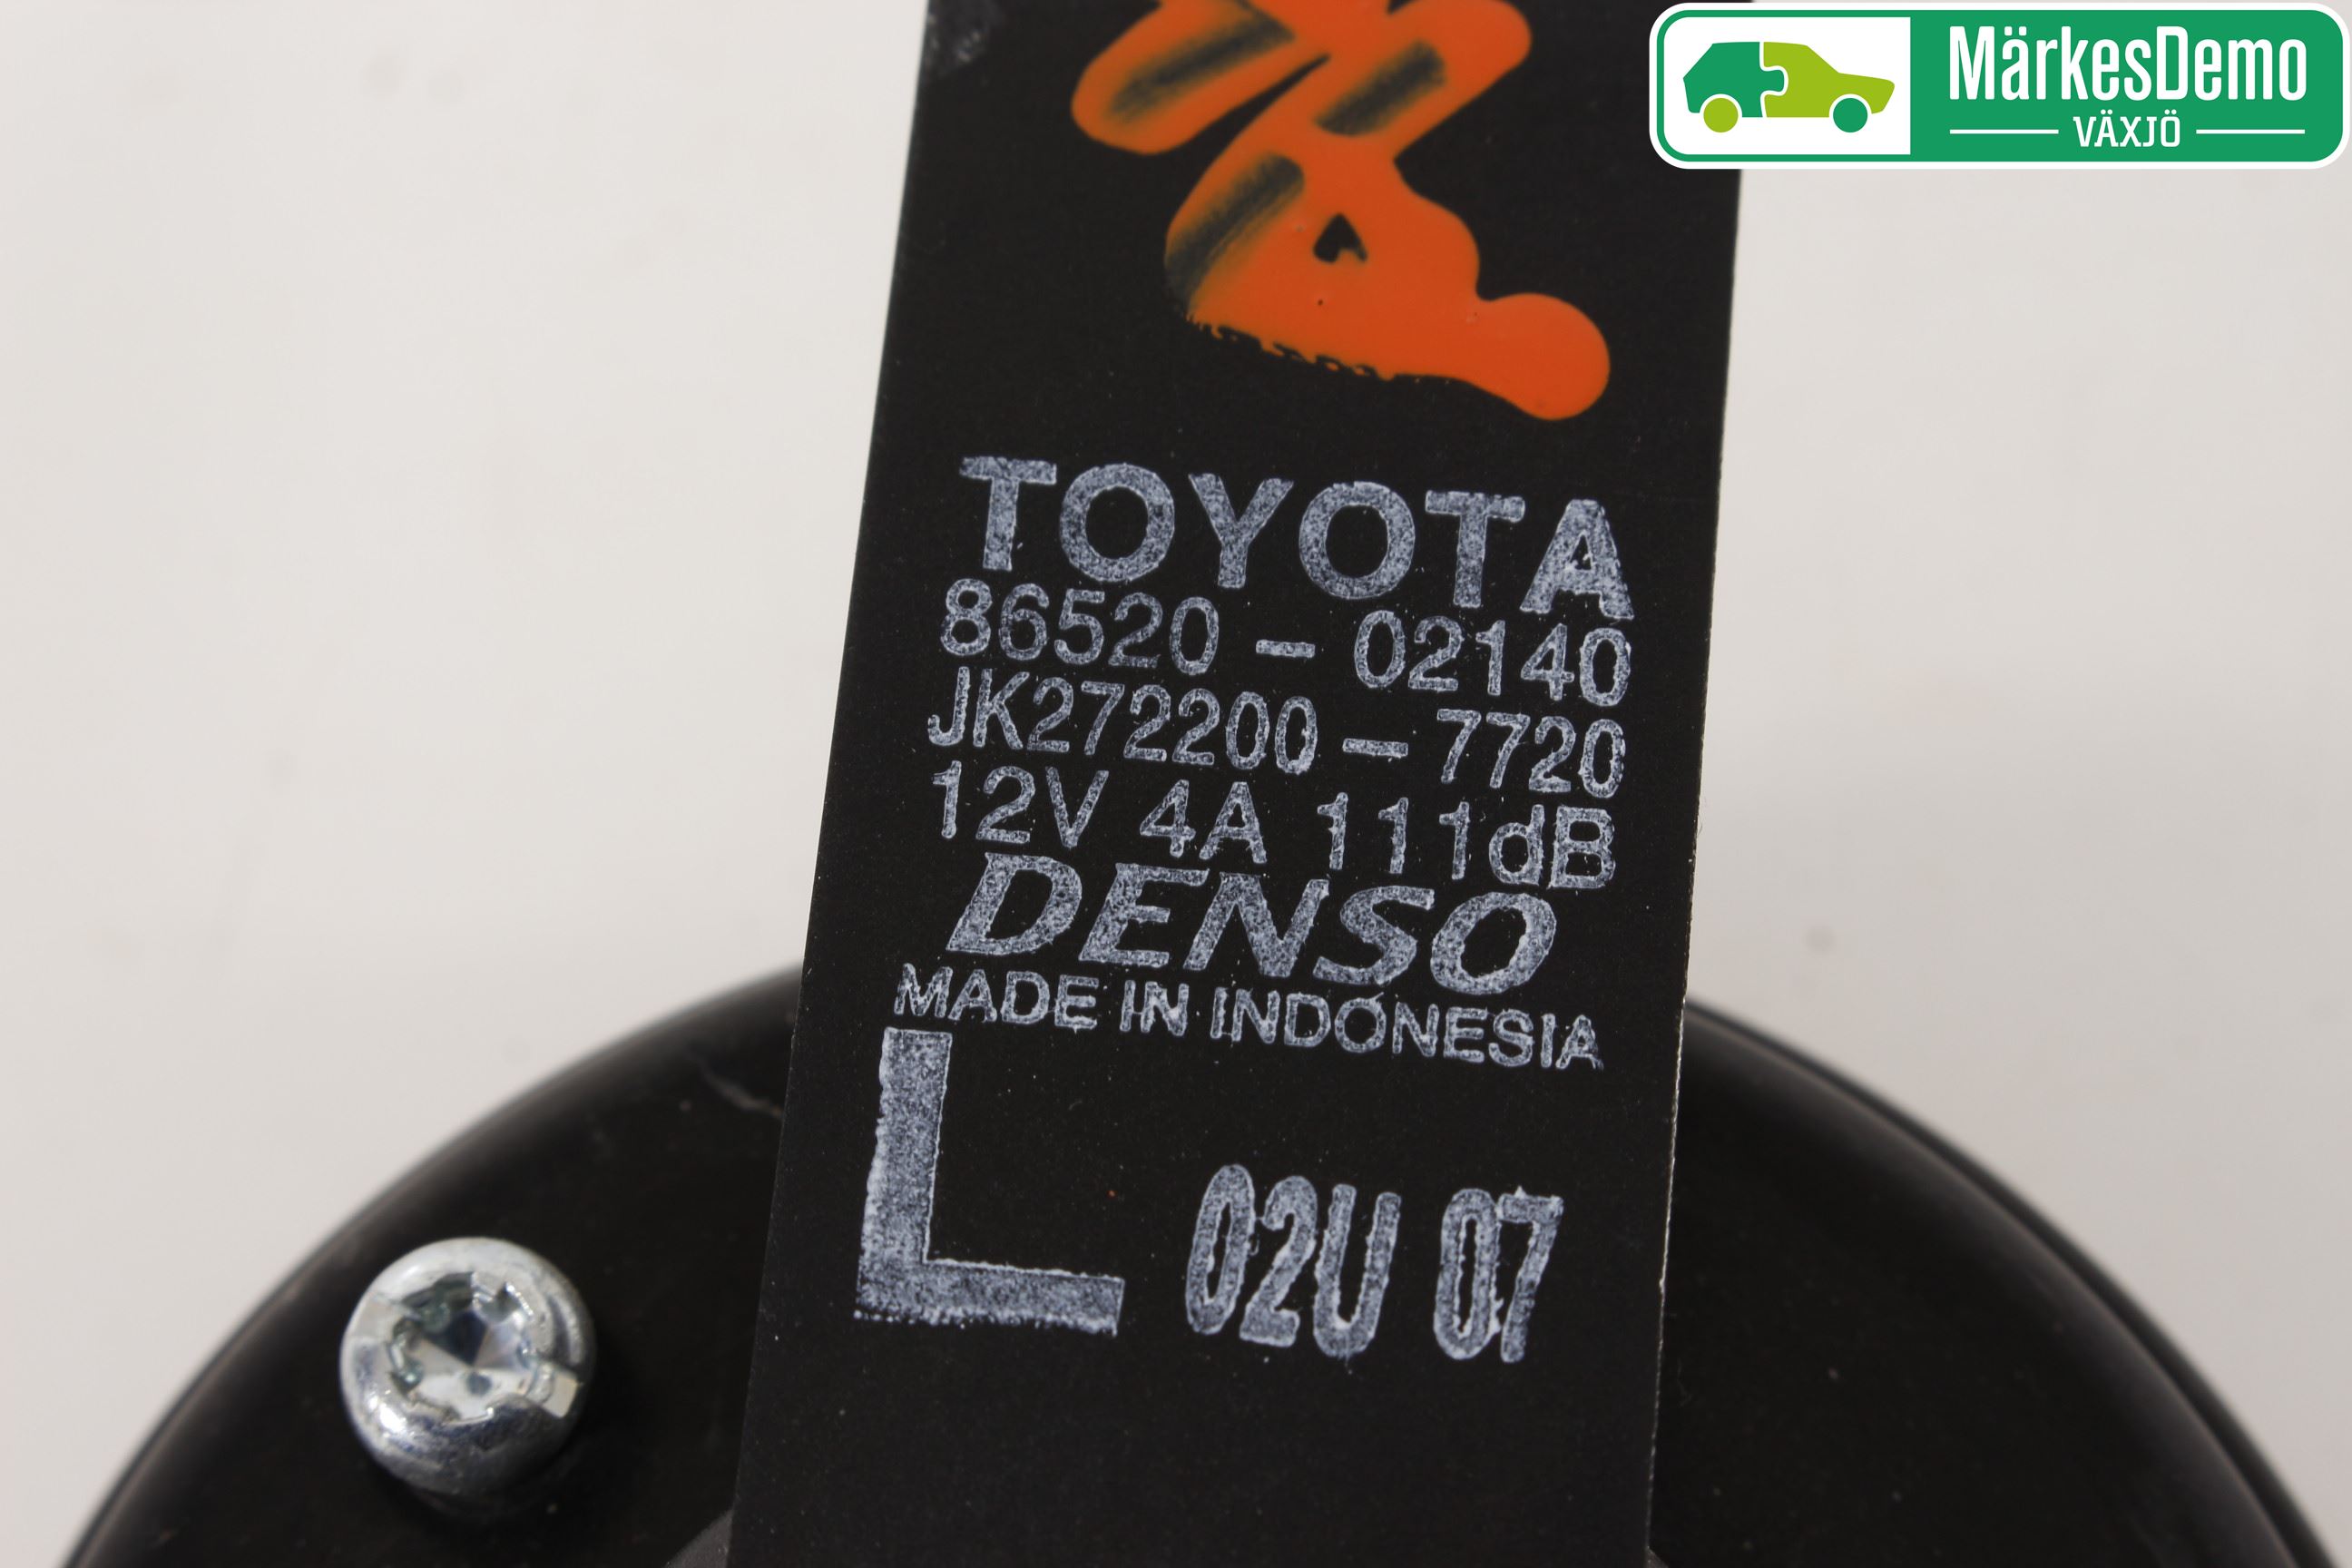 MärkesDemo
VÄXJÖ
TOYOTA
86520 - 02140
JK272200 - 7720
12V 4A 111dB
DENSO
MADE IN INDONESIA
L 02U 07